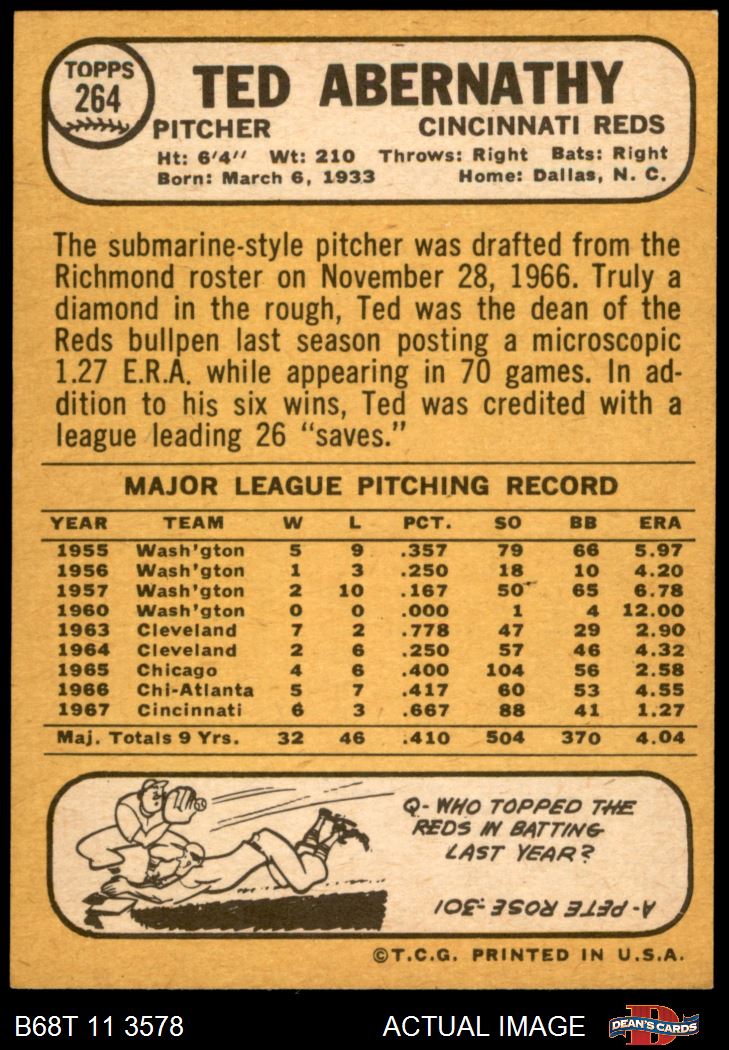 TOPPS
264
TED ABERNATHY
PITCHER CINCINNATI REDS
Ht: 6'4" Wt: 210 Throws: Right Bats: Right
Born: March 6, 1933 Home: Dallas, N. C.
The submarine-style pitcher was drafted from the
Richmond roster on November 28, 1966. Truly a
diamond in the rough, Ted was the dean of the
Reds bullpen last season posting a microscopic
1.27 E.R.A. while appearing in 70 games. In ad-
dition to his six wins, Ted was credited with a
league leading 26 "saves."
MAJOR LEAGUE PITCHING RECORD
YEAR TEAM W L PCT. SO BB ERA
1955 Wash'gton 5 9 .357 79 66 5.97
1956 Wash'gton 1 3 .250 18 10 4.20
1957 Wash'gton 2 10 .167 50 65 6.78
1960 Wash'gton 0 0 .000 1 4 12.00
1963 Cleveland 7 2 .778 47 29 2.90
1964 Cleveland 2 6 .250 57 46 4.32
1965 Chicago 4 6 .400 104 56 2.58
1966 Chi-Atlanta 5 7 .417 60 53 4.55
1967 Cincinnati 6 3 .667 88 41 1.27
Maj. Totals 9 Yrs. 32 46 .410 504 370 4.04
Q- WHO TOPPED THE
REDS IN BATTING
LAST YEAR?
A- PETE ROSE-.301
©T.C.G. PRINTED IN U.S.A.
B68T 11 3578 ACTUAL IMAGE DEAN'S CARDS